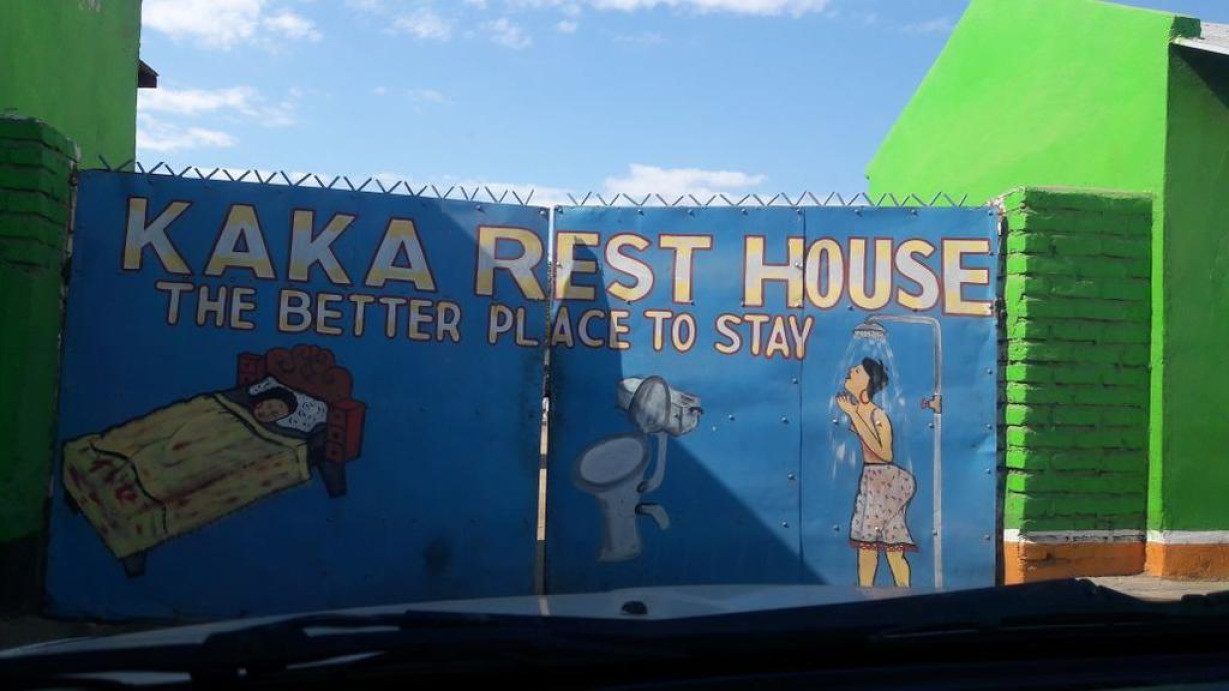 KAKA REST HOUSE
THE BETTER PLACE TO STAY